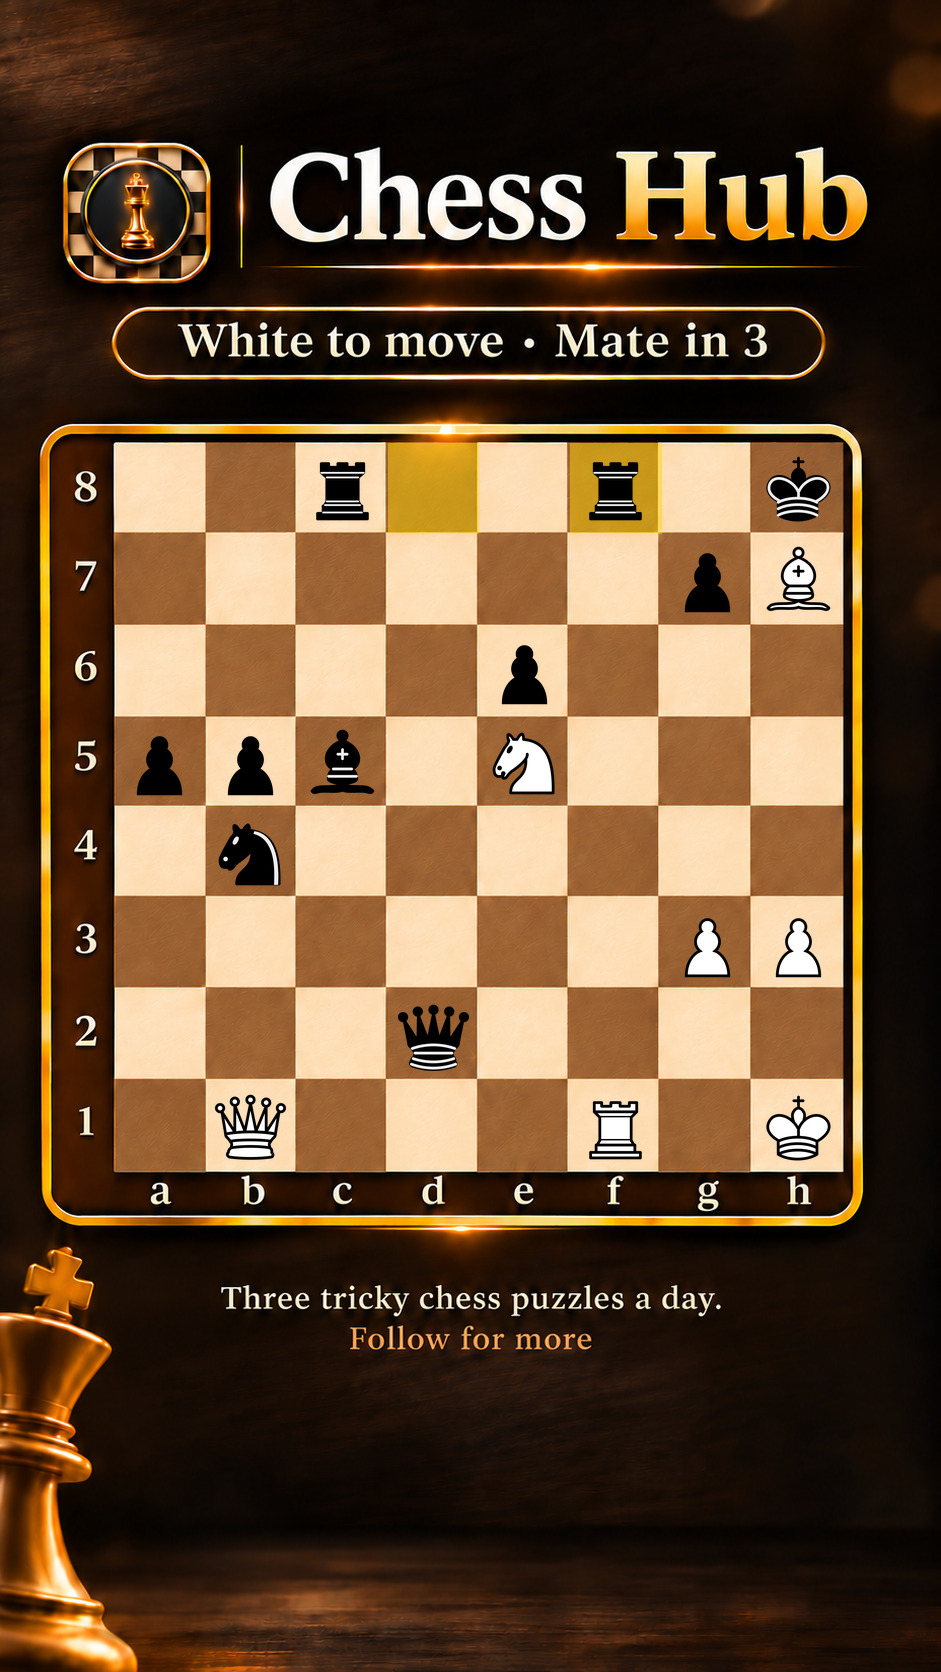 Chess Hub
White to move • Mate in 3
8
7
6
5
4
3
2
1
a b c d e f g h
Three tricky chess puzzles a day.
Follow for more